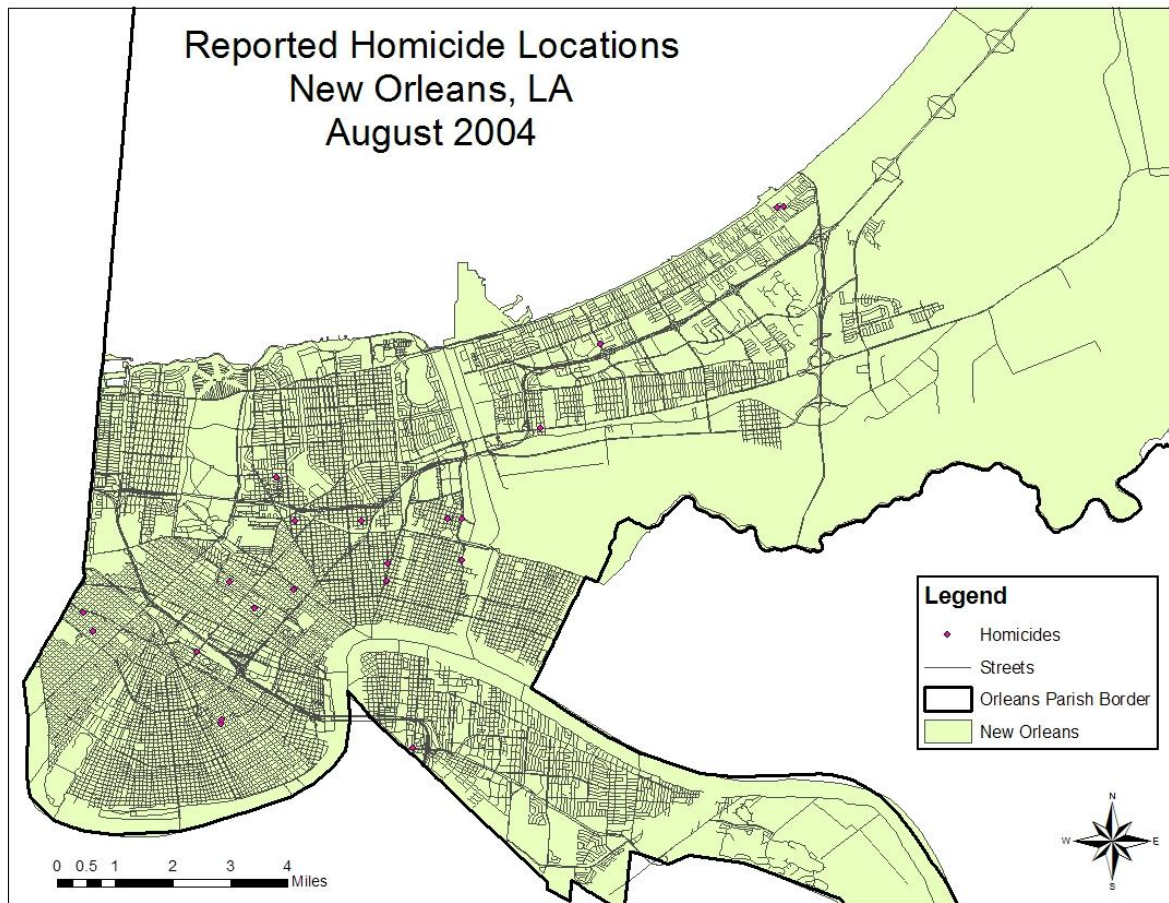 Reported Homicide Locations
New Orleans, LA
August 2004
Legend
Homicides
Streets
Orleans Parish Border
New Orleans
N
W E
S
0 0.5 1 2 3 4
Miles